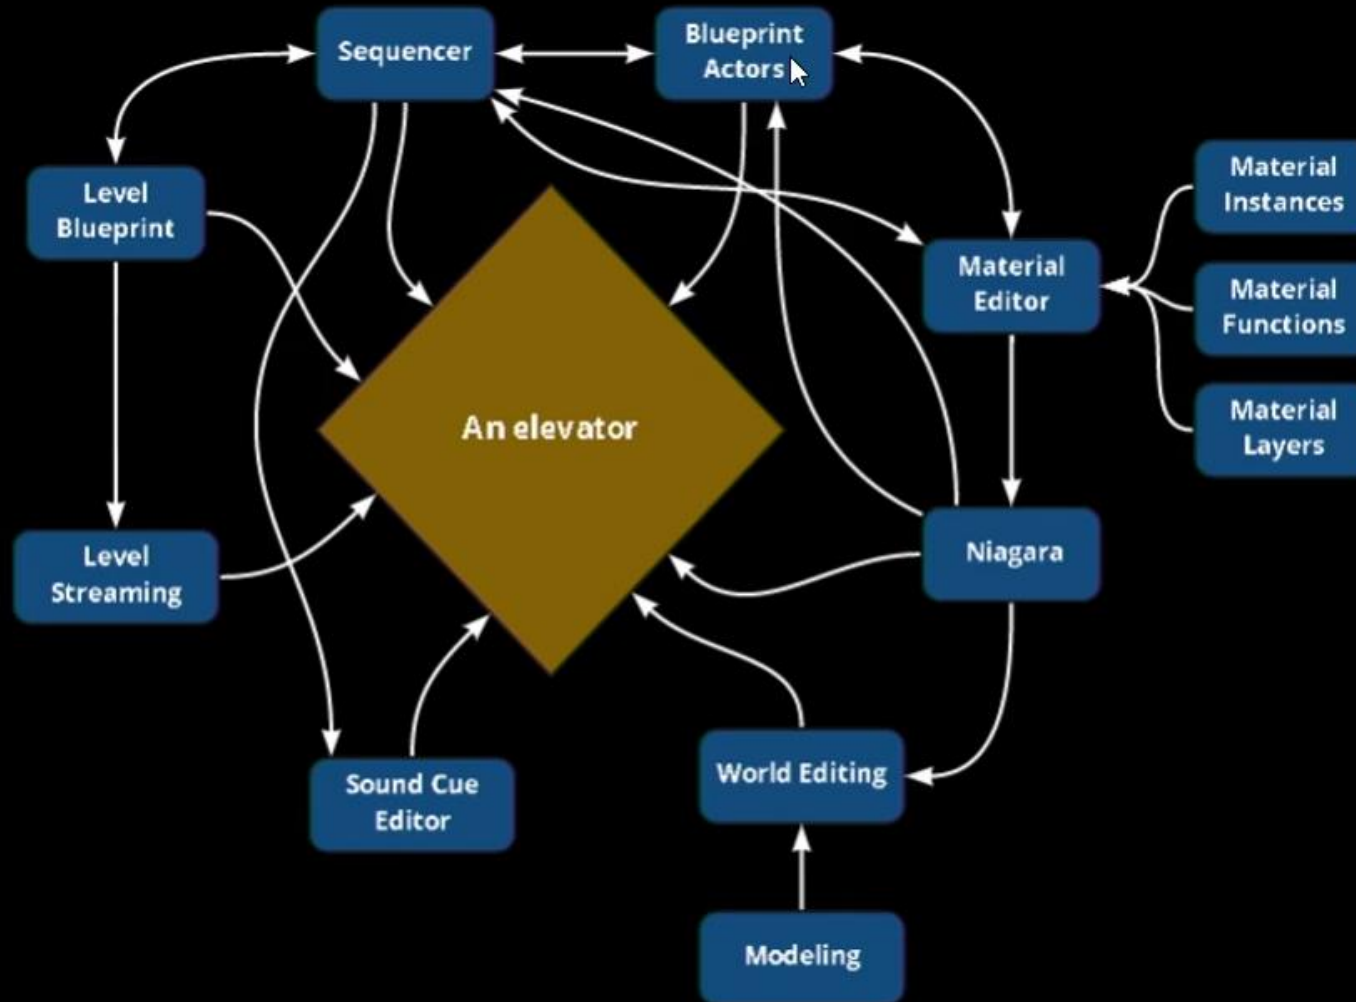 Sequencer
Blueprint
Actors
Level
Blueprint
Material
Instances
Material
Editor
Material
Functions
Material
Layers
An elevator
Level
Streaming
Niagara
Sound Cue
Editor
World Editing
Modeling